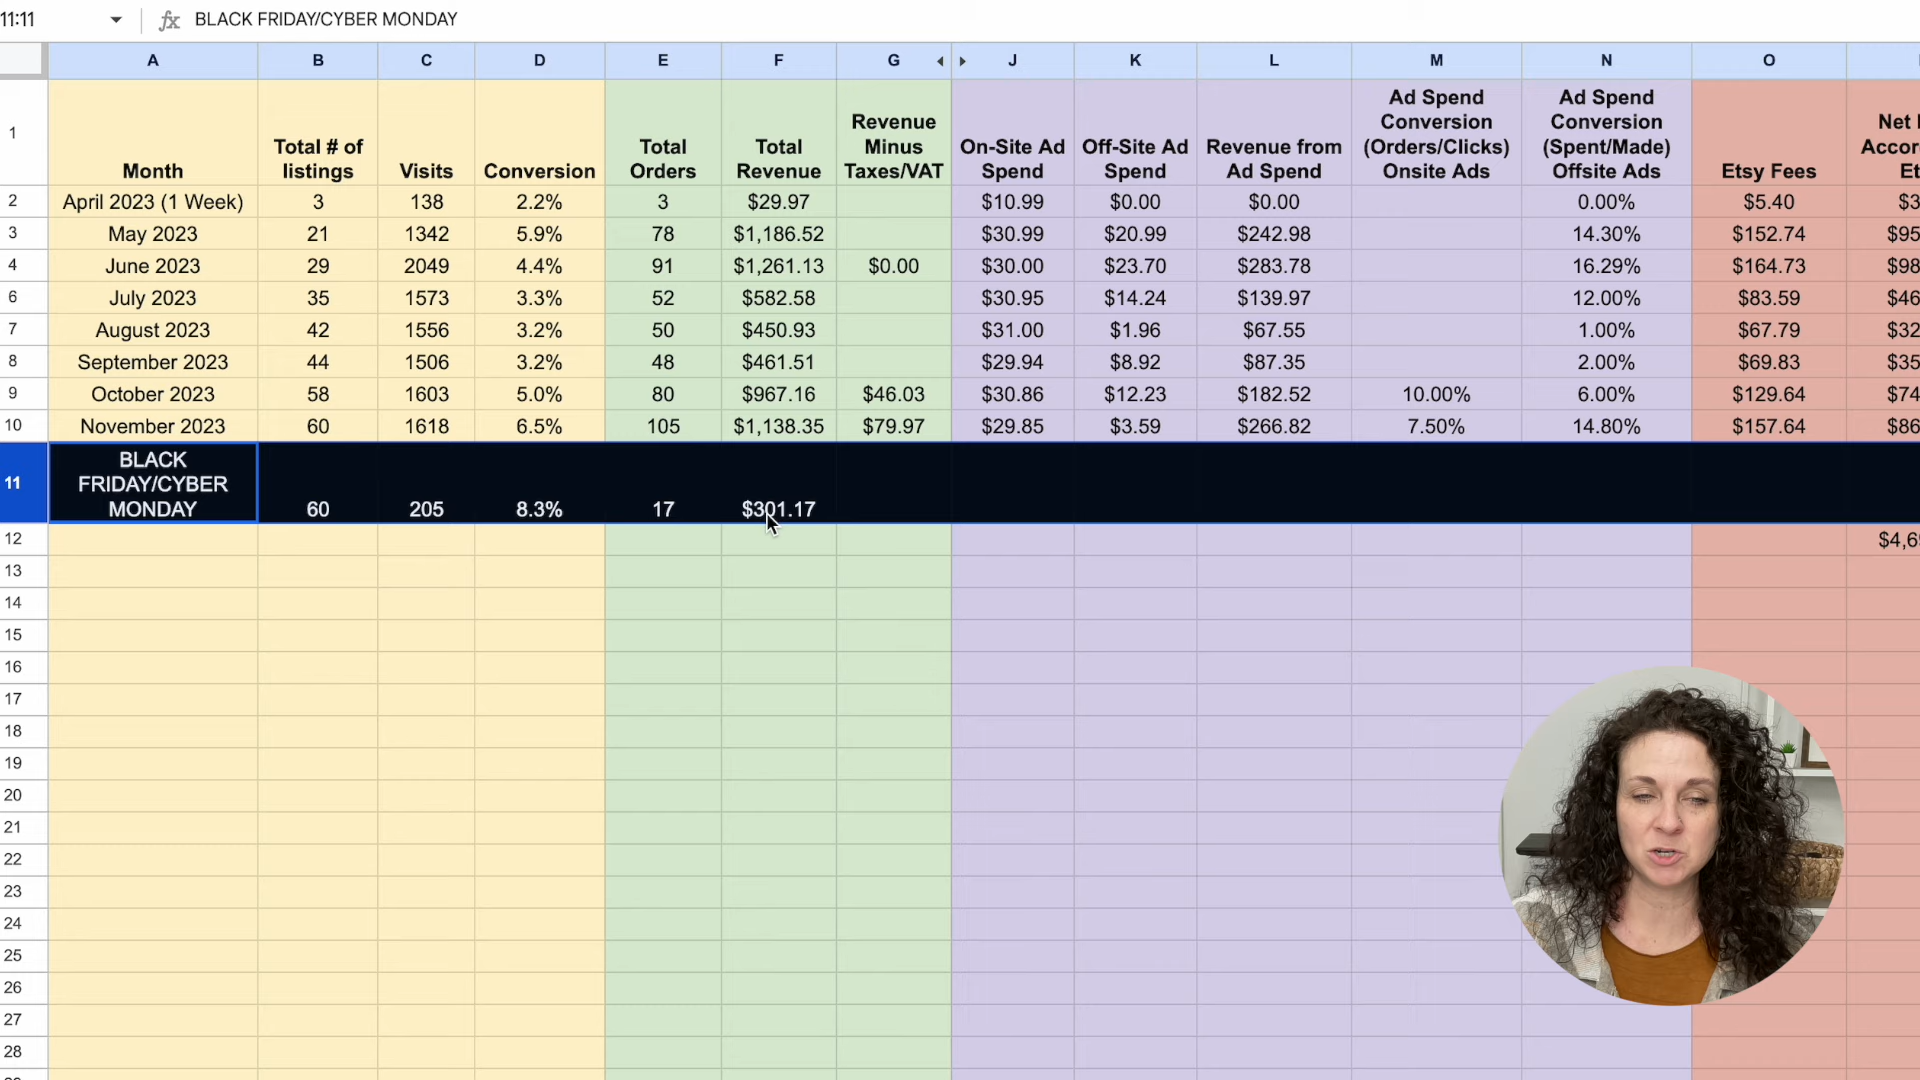 11:11 fx BLACK FRIDAY/CYBER MONDAY
A B C D E F G J K L M N O
1
Month
Total # of
listings
Visits
Conversion
Total
Orders
Total
Revenue
Revenue
Minus
Taxes/VAT
On-Site Ad
Spend
Off-Site Ad
Spend
Revenue from
Ad Spend
Ad Spend
Conversion
(Orders/Clicks)
Onsite Ads
Ad Spend
Conversion
(Spent/Made)
Offsite Ads
Etsy Fees
Net
Accor
Et
2 April 2023 (1 Week) 3 138 2.2% 3 $29.97 $10.99 $0.00 $0.00 0.00% $5.40 $3
3 May 2023 21 1342 5.9% 78 $1,186.52 $30.99 $20.99 $242.98 14.30% $152.74 $95
4 June 2023 29 2049 4.4% 91 $1,261.13 $0.00 $30.00 $23.70 $283.78 16.29% $164.73 $98
6 July 2023 35 1573 3.3% 52 $582.58 $30.95 $14.24 $139.97 12.00% $83.59 $46
7 August 2023 42 1556 3.2% 50 $450.93 $31.00 $1.96 $67.55 1.00% $67.79 $32
8 September 2023 44 1506 3.2% 48 $461.51 $29.94 $8.92 $87.35 2.00% $69.83 $35
9 October 2023 58 1603 5.0% 80 $967.16 $46.03 $30.86 $12.23 $182.52 10.00% 6.00% $129.64 $74
10 November 2023 60 1618 6.5% 105 $1,138.35 $79.97 $29.85 $3.59 $266.82 7.50% 14.80% $157.64 $86
11
BLACK
FRIDAY/CYBER
MONDAY 60 205 8.3% 17 $301.17
12 $4,6
13
14
15
16
17
18
19
20
21
22
23
24
25
26
27
28